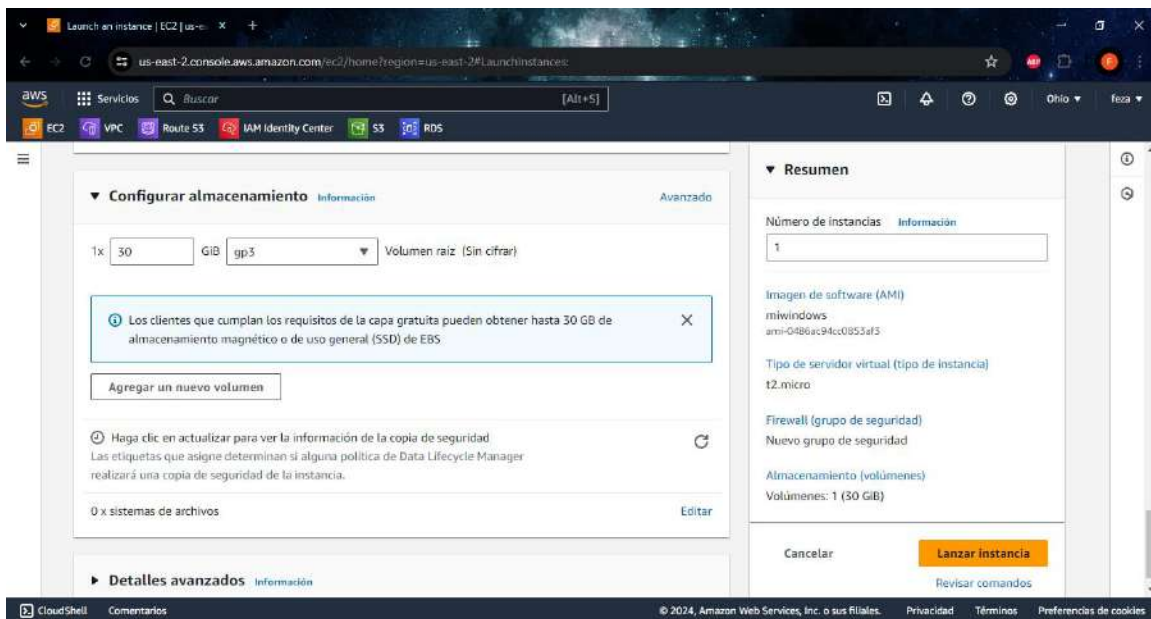 Launch an instance | EC2 | us-e
us-east-2.console.aws.amazon.com/ec2/home?region=us-east-2#LaunchInstances:
ABP
F
aws
Servicios
Buscar
[Alt+S]
Ohio
feza
EC2
VPC
Route 53
IAM Identity Center
S3
RDS
Configurar almacenamiento Información
Avanzado
1x 30 GiB gp3 Volumen raíz (Sin cifrar)
Los clientes que cumplan los requisitos de la capa gratuita pueden obtener hasta 30 GB de
almacenamiento magnético o de uso general (SSD) de EBS
Agregar un nuevo volumen
Haga clic en actualizar para ver la información de la copia de seguridad
Las etiquetas que asigne determinan si alguna política de Data Lifecycle Manager
realizará una copia de seguridad de la instancia.
0 x sistemas de archivos
Editar
Detalles avanzados Información
Resumen
Número de instancias Información
1
Imagen de software (AMI)
miwindows
ami-0486ac94cc0853af3
Tipo de servidor virtual (tipo de instancia)
t2.micro
Firewall (grupo de seguridad)
Nuevo grupo de seguridad
Almacenamiento (volúmenes)
Volúmenes: 1 (30 GiB)
Cancelar
Lanzar instancia
Revisar comandos
CloudShell
Comentarios
© 2024, Amazon Web Services, Inc. o sus filiales.
Privacidad
Términos
Preferencias de cookies